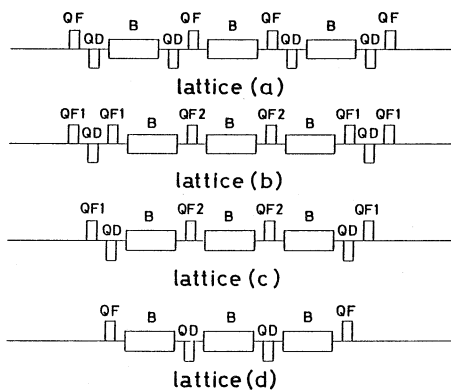 QF QF QF QF
QD B QD B QD B QD
lattice (a)
QF1 QF1 B QF2 B QF2 B QF1 QF1
QD QD
lattice (b)
QF1 B QF2 B QF2 B QF1
QD QD
lattice (c)
QF B B B QF
QD QD
lattice (d)